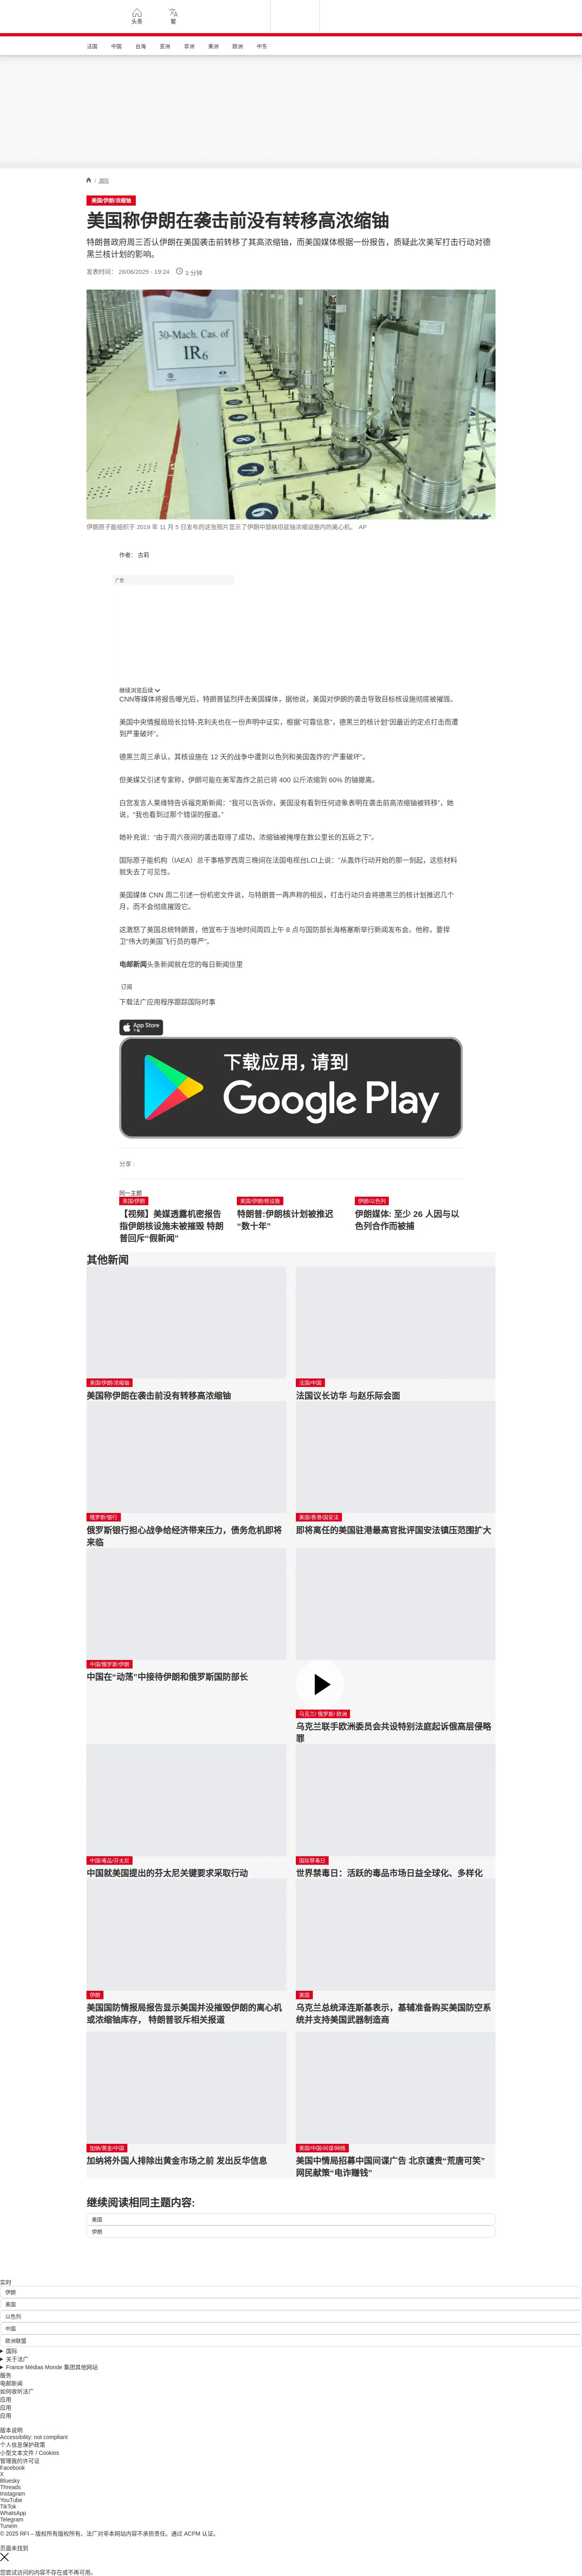 头条
繁
法国
中国
台海
亚洲
非洲
美洲
欧洲
中东
/ 国际
美国/伊朗/浓缩铀
美国称伊朗在袭击前没有转移高浓缩铀
特朗普政府周三否认伊朗在美国袭击前转移了其高浓缩铀，而美国媒体根据一份报告，质疑此次美军打击行动对德
黑兰核计划的影响。
发表时间： 26/06/2025 - 19:24
3 分钟
30-Mach. Cas. of
IR6
伊朗原子能组织于 2019 年 11 月 5 日发布的这张照片显示了伊朗中部纳坦兹铀浓缩设施内的离心机。 AP
作者： 古莉
广告
继续浏览后续
CNN等媒体将报告曝光后，特朗普猛烈抨击美国媒体，据他说，美国对伊朗的袭击导致目标核设施彻底被摧毁。
美国中央情报局局长拉特·克利夫也在一份声明中证实，根据“可靠信息”，德黑兰的核计划“因最近的定点打击而遭
到严重破坏”。
德黑兰周三承认，其核设施在 12 天的战争中遭到以色列和美国轰炸的“严重破坏”。
但美媒又引述专家称，伊朗可能在美军轰炸之前已将 400 公斤浓缩到 60% 的铀撤离。
白宫发言人莱维特告诉福克斯新闻：“我可以告诉你，美国没有看到任何迹象表明在袭击前高浓缩铀被转移”，她
说，“我也看到过那个错误的报道。”
她补充说：“由于周六夜间的袭击取得了成功，浓缩铀被掩埋在数公里长的瓦砾之下”。
国际原子能机构（IAEA）总干事格罗西周三晚间在法国电视台LCI上说：“从轰炸行动开始的那一刻起，这些材料
就失去了可见性。
美国媒体 CNN 周二引述一份机密文件说，与特朗普一再声称的相反，打击行动只会将德黑兰的核计划推迟几个
月，而不会彻底摧毁它。
这激怒了美国总统特朗普，他宣布于当地时间周四上午 8 点与国防部长海格塞斯举行新闻发布会。他称，要捍
卫“伟大的美国飞行员的尊严”。
电邮新闻头条新闻就在您的每日新闻信里
订阅
下载法广应用程序跟踪国际时事
App Store
下载
下载应用，请到
Google Play
分享 :
同一主题
美国/伊朗
【视频】美媒透露机密报告
指伊朗核设施未被摧毁 特朗
普回斥“假新闻”
美国/伊朗/核设施
特朗普:伊朗核计划被推迟
“数十年”
伊朗/以色列
伊朗媒体: 至少 26 人因与以
色列合作而被捕
其他新闻
美国/伊朗/浓缩铀
美国称伊朗在袭击前没有转移高浓缩铀
法国/中国
法国议长访华 与赵乐际会面
俄罗斯/银行
俄罗斯银行担心战争给经济带来压力，债务危机即将
来临
美国/香港/国安法
即将离任的美国驻港最高官批评国安法镇压范围扩大
中国/俄罗斯/伊朗
中国在“动荡”中接待伊朗和俄罗斯国防部长
乌克兰/ 俄罗斯/ 欧洲
乌克兰联手欧洲委员会共设特别法庭起诉俄高层侵略
罪
中国/毒品/芬太尼
中国就美国提出的芬太尼关键要求采取行动
国际禁毒日
世界禁毒日：活跃的毒品市场日益全球化、多样化
伊朗
美国国防情报局报告显示美国并没摧毁伊朗的离心机
或浓缩铀库存， 特朗普驳斥相关报道
美国
乌克兰总统泽连斯基表示，基辅准备购买美国防空系
统并支持美国武器制造商
加纳/黄金/中国
加纳将外国人排除出黄金市场之前 发出反华信息
美国/中国/间谍/网络
美国中情局招募中国间谍广告 北京谴责“荒唐可笑”
网民献策“电诈赚钱”
继续阅读相同主题内容:
美国
伊朗
实时
伊朗
美国
以色列
中国
欧洲联盟
国际
关于法广
France Médias Monde 集团其他网站
服务
电邮新闻
如何收听法广
应用
应用
应用
版本说明
Accessibility: not compliant
个人信息保护政策
小型文本文件 / Cookies
管理我的许可证
Facebook
X
Bluesky
Threads
Instagram
YouTube
TikTok
WhatsApp
Telegram
TuneIn
© 2025 RFI – 版权所有版权所有。法广对非本网站内容不承担责任。通过 ACPM 认证。
页面未找到
您尝试访问的内容不存在或不再可用。